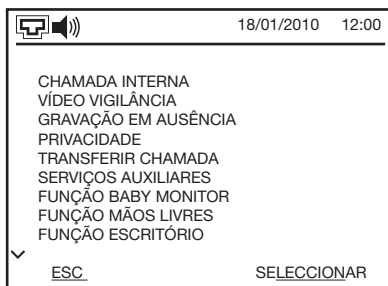 18/01/2010 12:00
CHAMADA INTERNA
VÍDEO VIGILÂNCIA
GRAVAÇÃO EM AUSÊNCIA
PRIVACIDADE
TRANSFERIR CHAMADA
SERVIÇOS AUXILIARES
FUNÇÃO BABY MONITOR
FUNÇÃO MÃOS LIVRES
FUNÇÃO ESCRITÓRIO
ESC SELECCIONAR